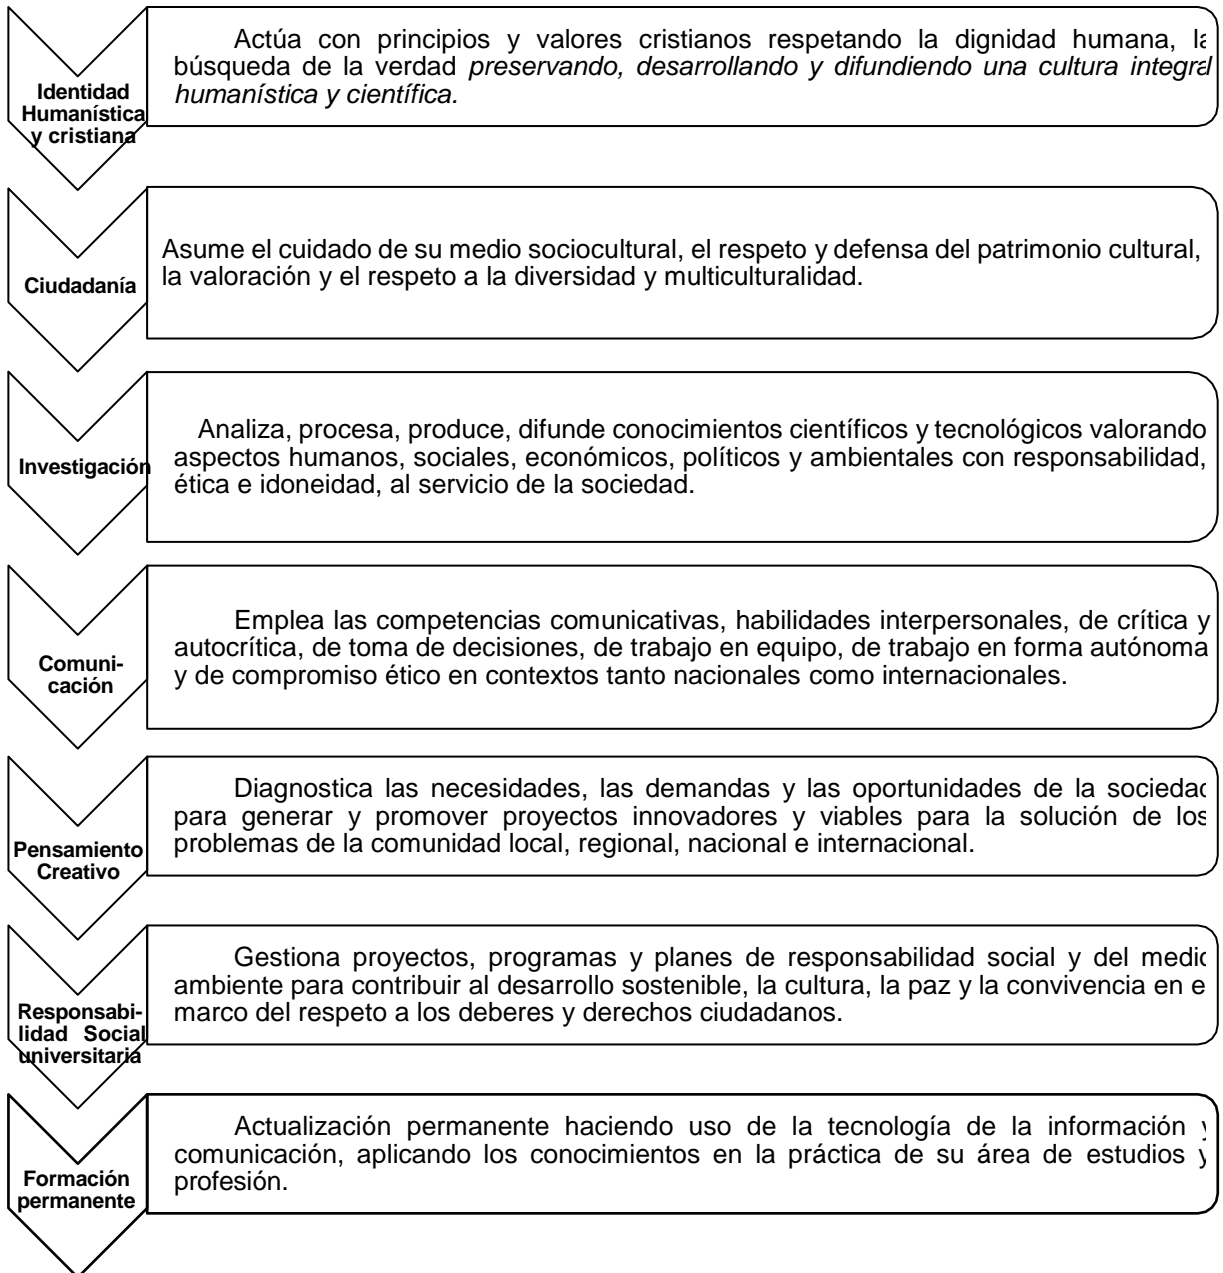 Identidad
Humanística
y cristiana
Actúa con principios y valores cristianos respetando la dignidad humana, la
búsqueda de la verdad preservando, desarrollando y difundiendo una cultura integral
humanística y científica.
Ciudadanía
Asume el cuidado de su medio sociocultural, el respeto y defensa del patrimonio cultural,
la valoración y el respeto a la diversidad y multiculturalidad.
Investigación
Analiza, procesa, produce, difunde conocimientos científicos y tecnológicos valorando
aspectos humanos, sociales, económicos, políticos y ambientales con responsabilidad,
ética e idoneidad, al servicio de la sociedad.
Comuni-
cación
Emplea las competencias comunicativas, habilidades interpersonales, de crítica y
autocrítica, de toma de decisiones, de trabajo en equipo, de trabajo en forma autónoma
y de compromiso ético en contextos tanto nacionales como internacionales.
Pensamiento
Creativo
Diagnostica las necesidades, las demandas y las oportunidades de la sociedad
para generar y promover proyectos innovadores y viables para la solución de los
problemas de la comunidad local, regional, nacional e internacional.
Responsabi-
lidad Social
universitaria
Gestiona proyectos, programas y planes de responsabilidad social y del medio
ambiente para contribuir al desarrollo sostenible, la cultura, la paz y la convivencia en e
marco del respeto a los deberes y derechos ciudadanos.
Formación
permanente
Actualización permanente haciendo uso de la tecnología de la información y
comunicación, aplicando los conocimientos en la práctica de su área de estudios y
profesión.